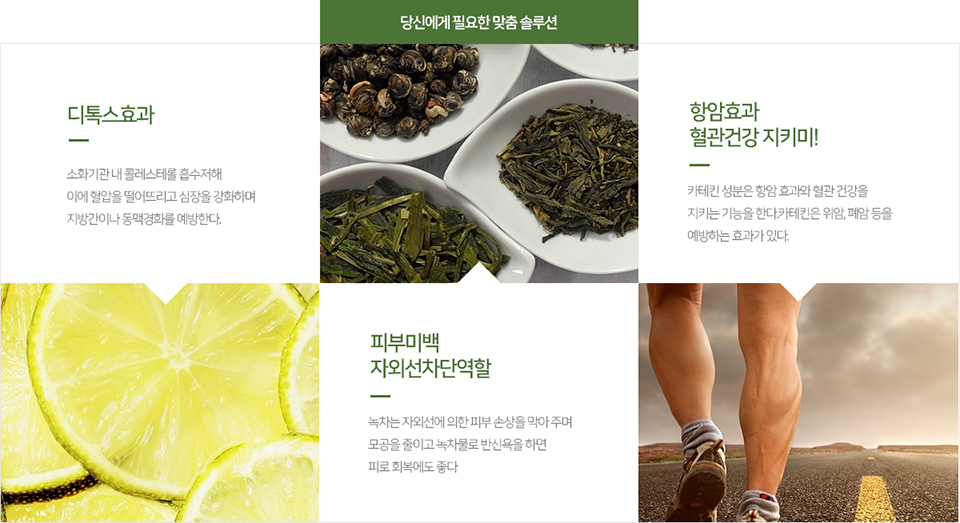 당신에게 필요한 맞춤 솔루션
디톡스효과
소화기관 내 콜레스테롤 흡수저해
이에 혈압을 떨어뜨리고 심장을 강화하며
지방간이나 동맥경화를 예방한다.
항암효과
혈관건강 지키미!
카테킨 성분은 항암 효과와 혈관 건강을
지키는 기능을 한다.카테킨은 위암, 폐암 등을
예방하는 효과가 있다.
피부미백
자외선차단역할
녹차는 자외선에 의한 피부 손상을 막아 주며
모공을 줄이고 녹차물로 반신욕을 하면
피로 회복에도 좋다